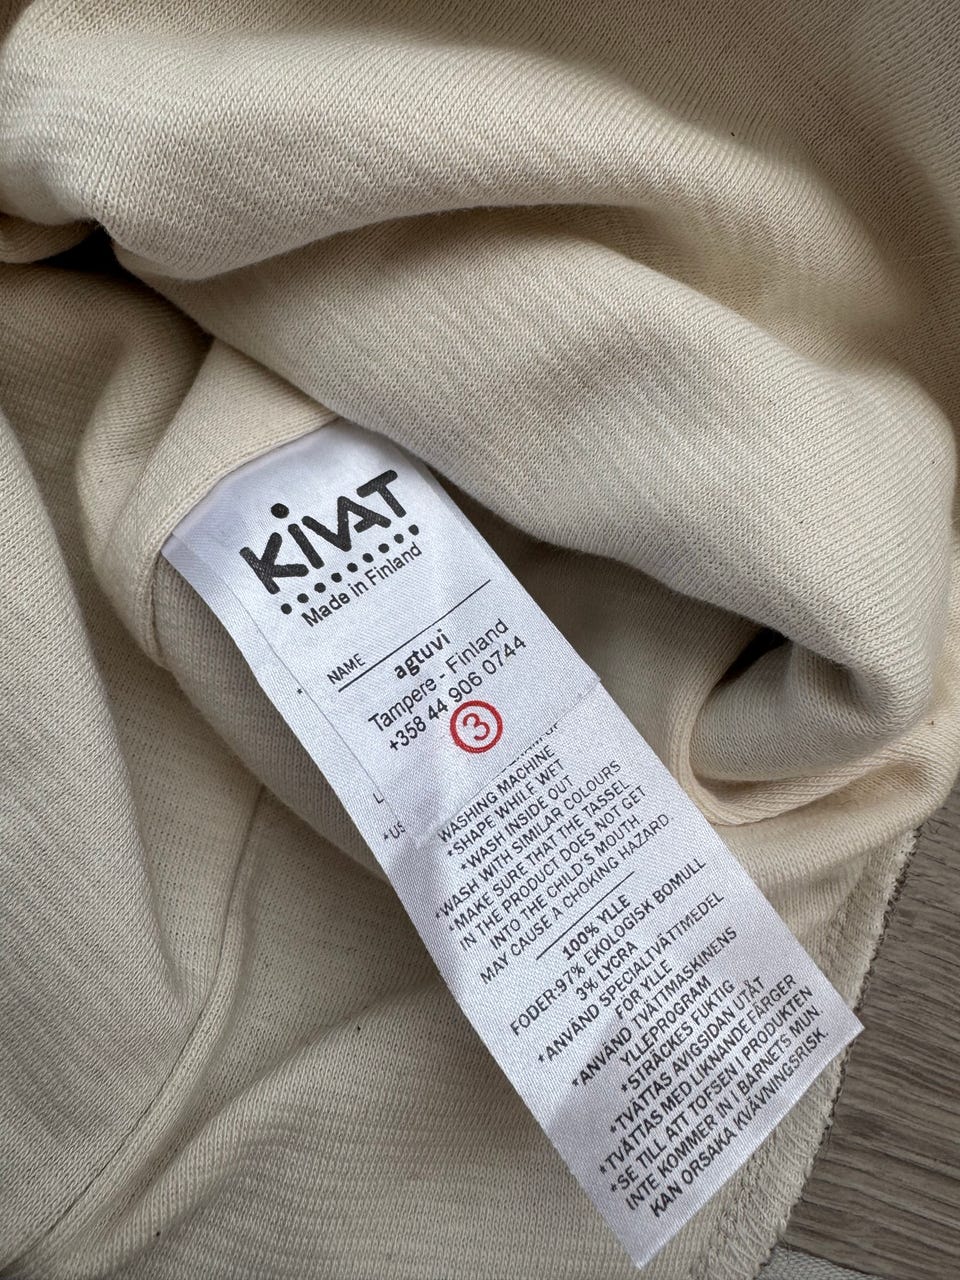 KiVAT
Made in Finland
NAME
agtuvi
Tampere - Finland
+358 44 906 0744
3
L
*US
WASHING MACHINE
*SHAPE WHILE WET
*WASH INSIDE OUT
*WASH WITH SIMILAR COLOURS
*MAKE SURE THAT THE TASSEL
IN THE PRODUCT DOES NOT GET
INTO THE CHILD'S MOUTH.
MAY CAUSE A CHOKING HAZARD
100% YLLE
FODER:97% EKOLOGISK BOMULL
3% LYCRA
*ANVÄND SPECIALTVÄTTMEDEL
FÖR YLLE
*ANVÄND TVÄTTMASKINENS
YLLEPROGRAM
*STRÄCKES FUKTIG
*TVÄTTAS AVIGSIDAN UTÅT
*TVÄTTAS MED LIKNANDE FÄRGER
*SE TILL ATT TOFSEN I PRODUKTEN
INTE KOMMER IN I BARNETS MUN.
KAN ORSAKA KVÄVNINGSRISK